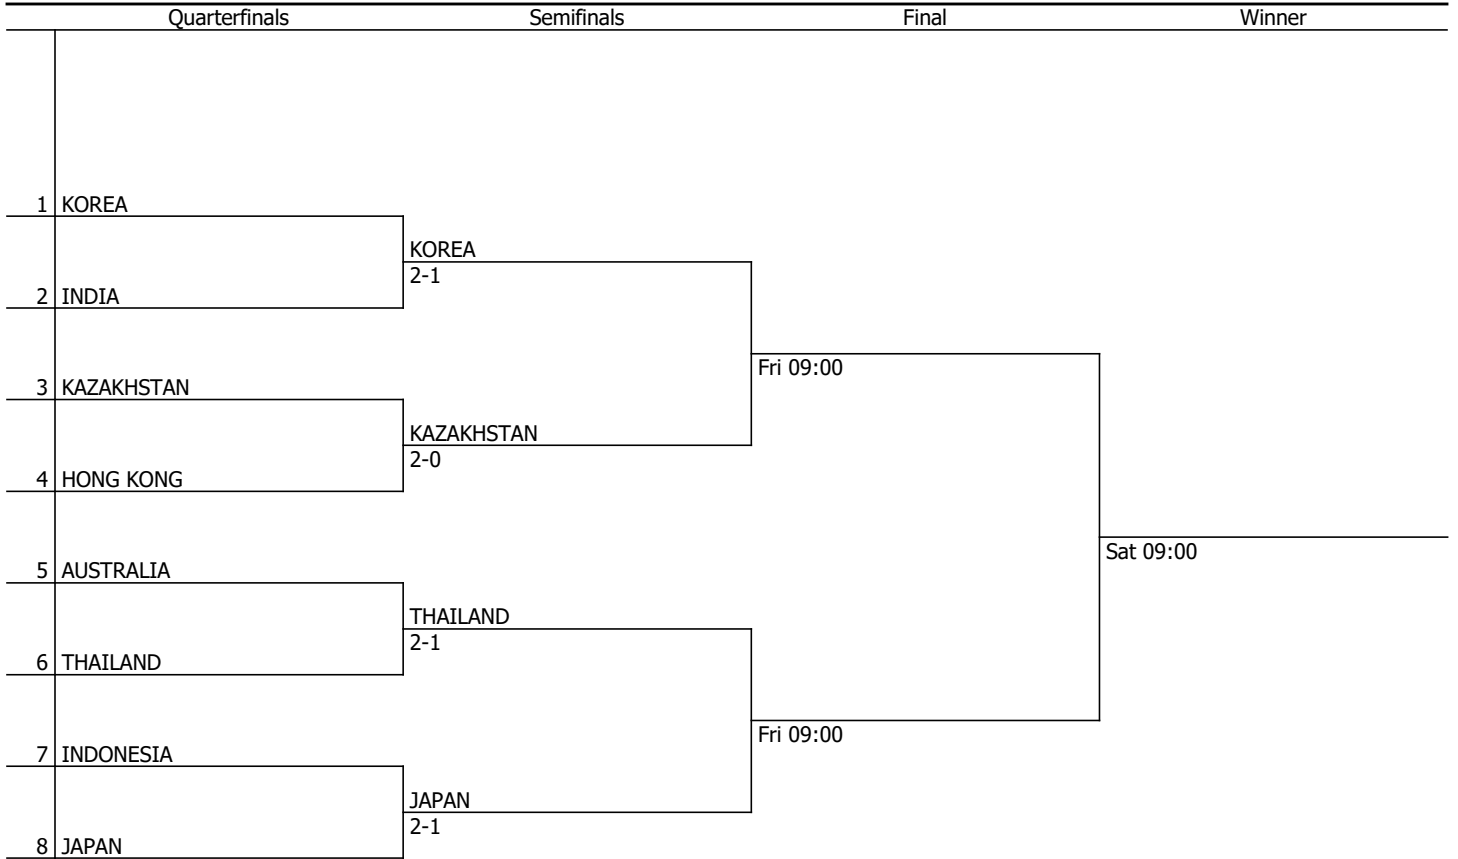 Quarterfinals Semifinals Final Winner
1 KOREA
KOREA
2-1
2 INDIA
Fri 09:00
3 KAZAKHSTAN
KAZAKHSTAN
2-0
4 HONG KONG
Sat 09:00
5 AUSTRALIA
THAILAND
2-1
6 THAILAND
Fri 09:00
7 INDONESIA
JAPAN
2-1
8 JAPAN